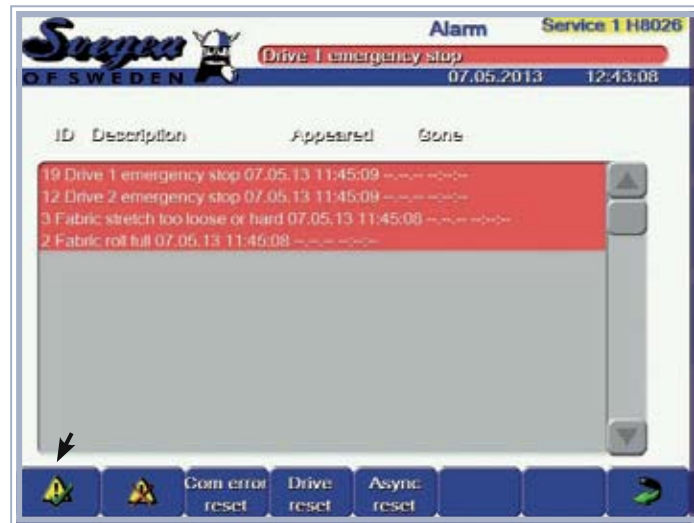 Svegea
OF SWEDEN
Alarm
Service 1 H8026
Drive 1 emergency stop
07.05.2013 12:43:08
ID Description Appeared Gone
19 Drive 1 emergency stop 07.05.13 11:45:09 --.--.-- --:--:--
12 Drive 2 emergency stop 07.05.13 11:45:09 --.--.-- --:--:--
3 Fabric stretch too loose or hard 07.05.13 11:45:08 --.--.-- --:--:--
2 Fabric roll full 07.05.13 11:45:08 --.--.-- --:--:--
Com error reset
Drive reset
Async reset